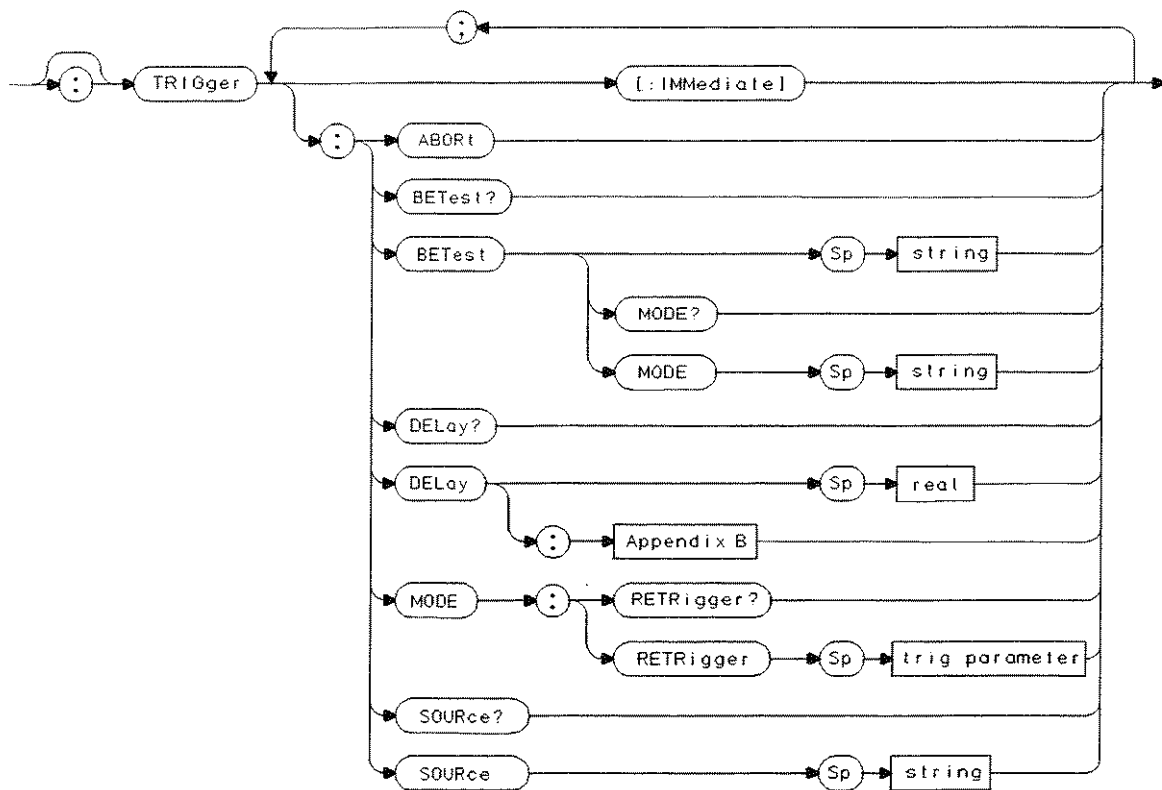 ;
: TRIGger [:IMMediate]
: ABORt
BETest?
BETest Sp string
MODE?
MODE Sp string
DELay?
DELay Sp real
: Appendix B
MODE : RETRigger?
RETRigger Sp trig parameter
SOURce?
SOURce Sp string